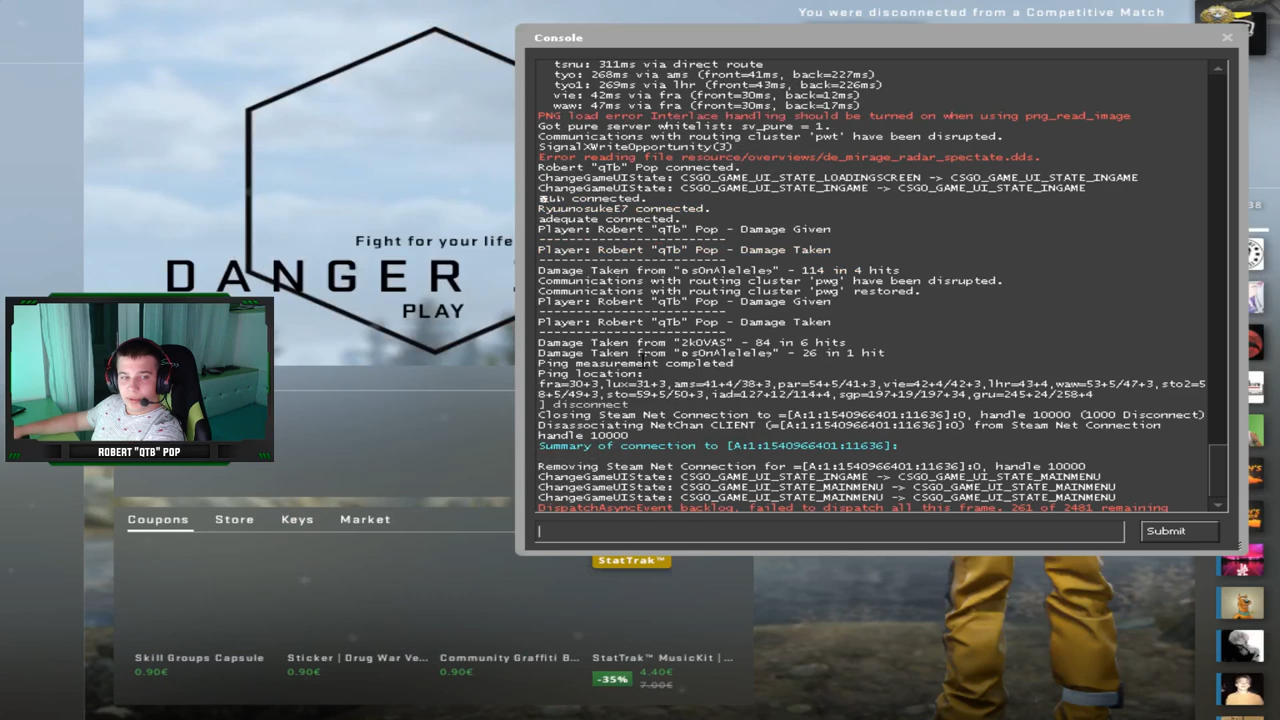 You were disconnected from a Competitive Match
Console
tsnu: 311ms via direct route
tyo: 268ms via ams (front=41ms, back=227ms)
tyo1: 269ms via lhr (front=43ms, back=226ms)
vie: 42ms via fra (front=30ms, back=12ms)
waw: 47ms via fra (front=30ms, back=17ms)
PNG load error Interlace handling should be turned on when using png_read_image
Got pure server whitelist: sv_pure = 1.
Communications with routing cluster 'pwt' have been disrupted.
SignalXWriteOpportunity(3)
Error reading file resource/overviews/de_mirage_radar_spectate.dds.
Robert "qTb" Pop connected.
ChangeGameUIState: CSGO_GAME_UI_STATE_LOADINGSCREEN -> CSGO_GAME_UI_STATE_INGAME
ChangeGameUIState: CSGO_GAME_UI_STATE_INGAME -> CSGO_GAME_UI_STATE_INGAME
connected.
RyuunosukeE7 connected.
adequate connected.
Player: Robert "qTb" Pop - Damage Given
-------------------------
Player: Robert "qTb" Pop - Damage Taken
-------------------------
Damage Taken from - 114 in 4 hits
Communications with routing cluster 'pwg' have been disrupted.
Communications with routing cluster 'pwg' restored.
Player: Robert "qTb" Pop - Damage Given
-------------------------
Player: Robert "qTb" Pop - Damage Taken
-------------------------
Damage Taken from "2kOVAS" - 84 in 6 hits
Damage Taken from - 26 in 1 hit
Ping measurement completed
Ping location:
fra=30+3,lux=31+3,ams=41+4/38+3,par=54+5/41+3,vie=42+4/42+3,lhr=43+4,waw=53+5/47+3,sto2=5
8+5/49+3,sto=59+5/50+3,iad=127+12/114+4,sgp=197+19/197+34,gru=245+24/258+4
] disconnect
Closing Steam Net Connection to =[A:1:1540966401:11636]:0, handle 10000 (1000 Disconnect)
Disassociating NetChan CLIENT (=[A:1:1540966401:11636]:0) from Steam Net Connection
handle 10000
Summary of connection to [A:1:1540966401:11636]:
Removing Steam Net Connection for =[A:1:1540966401:11636]:0, handle 10000
ChangeGameUIState: CSGO_GAME_UI_STATE_INGAME -> CSGO_GAME_UI_STATE_MAINMENU
ChangeGameUIState: CSGO_GAME_UI_STATE_MAINMENU -> CSGO_GAME_UI_STATE_MAINMENU
ChangeGameUIState: CSGO_GAME_UI_STATE_MAINMENU -> CSGO_GAME_UI_STATE_MAINMENU
DispatchAsyncEvent backlog, failed to dispatch all this frame. 261 of 2481 remaining
Submit
Fight for your life
DANGER
PLAY
ROBERT "QTB" POP
38
Coupons Store Keys Market
StatTrak™
Skill Groups Capsule
0.90€
Sticker | Drug War Ve...
0.90€
Community Graffiti B...
0.90€
StatTrak™ MusicKit | ...
-35% 4.40€
7.00€